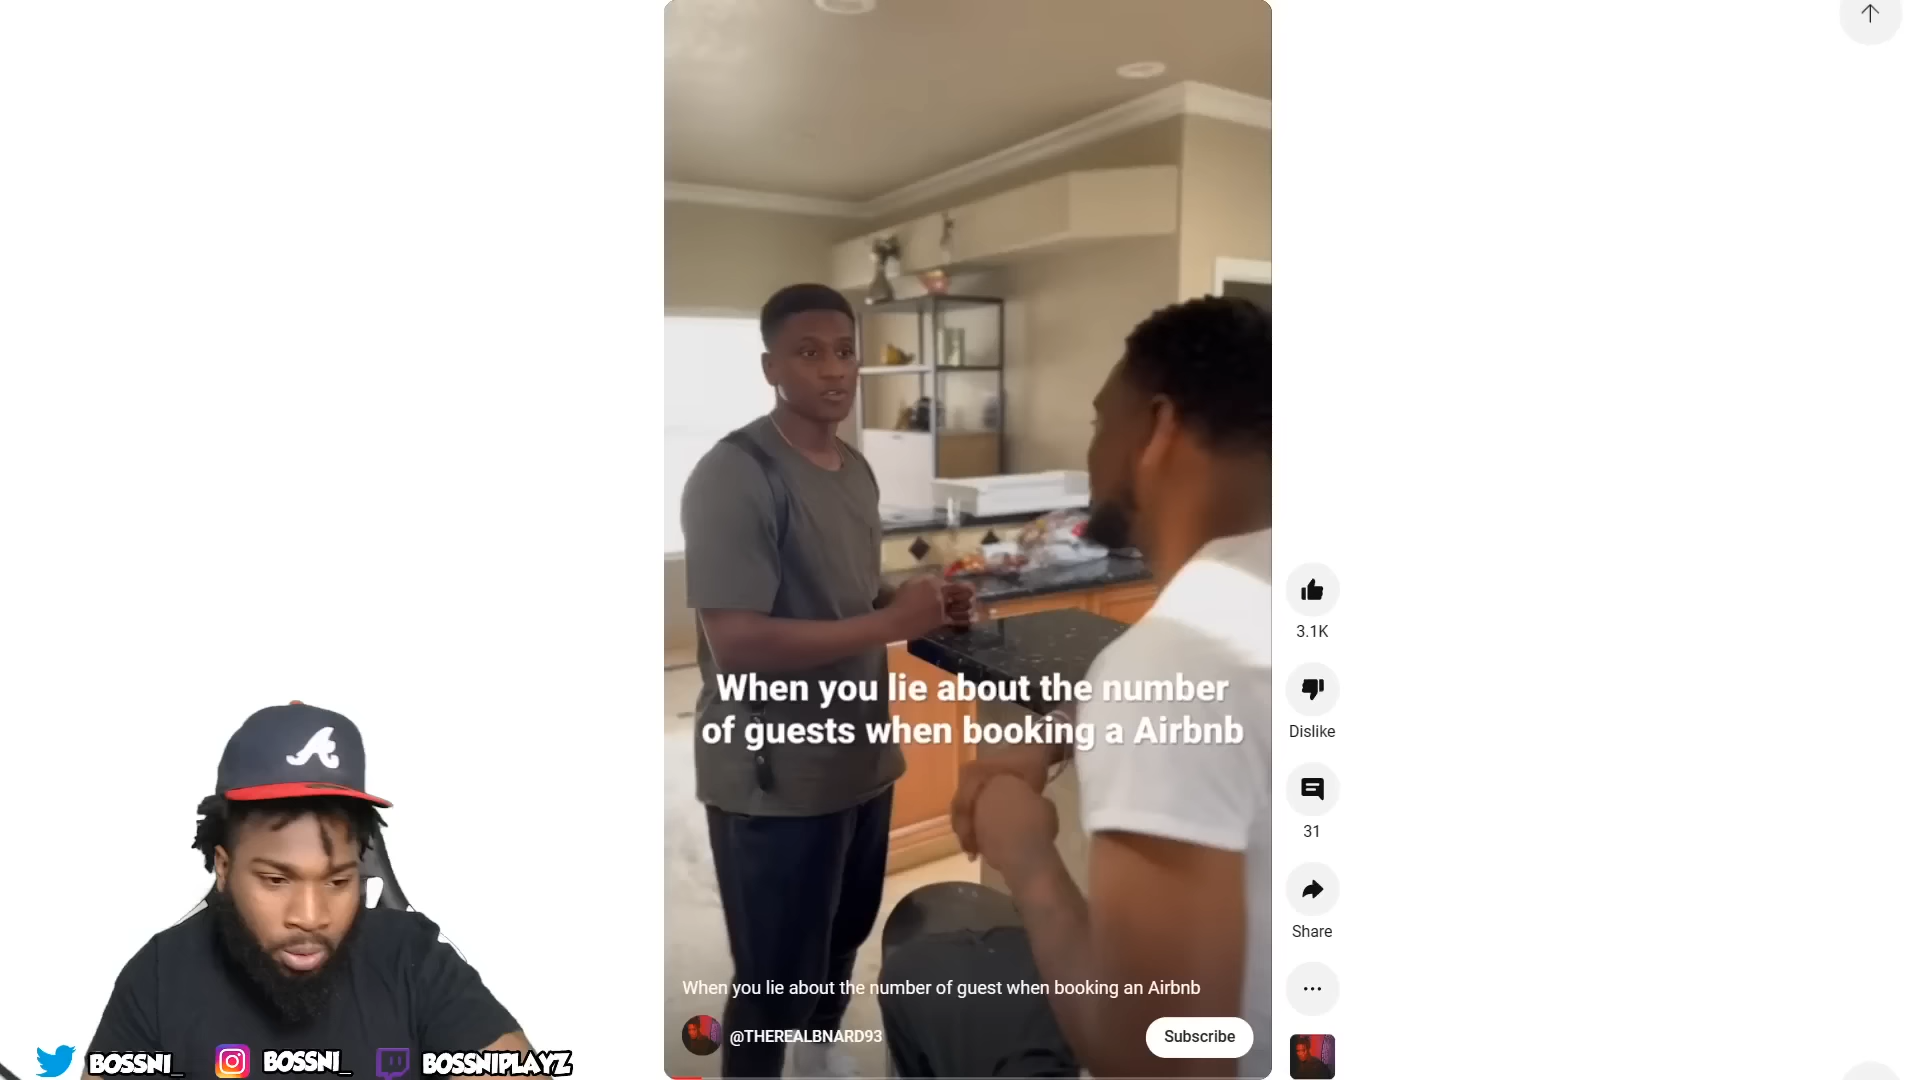 When you lie about the number
of guests when booking a Airbnb
3.1K
Dislike
31
Share
When you lie about the number of guest when booking an Airbnb
@THEREALBNARD93
Subscribe
BOSSNI_
BOSSNI_
BOSSNIPLAYZ